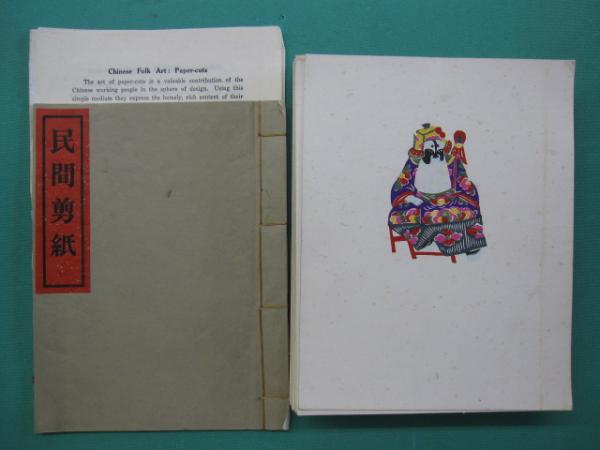 Chinese Folk Art: Paper-cuts
The art of paper-cuts is a valuable contribution of the
Chinese working people in the sphere of design. Using this
simple medium they express the homely, rich content of their
民間剪紙